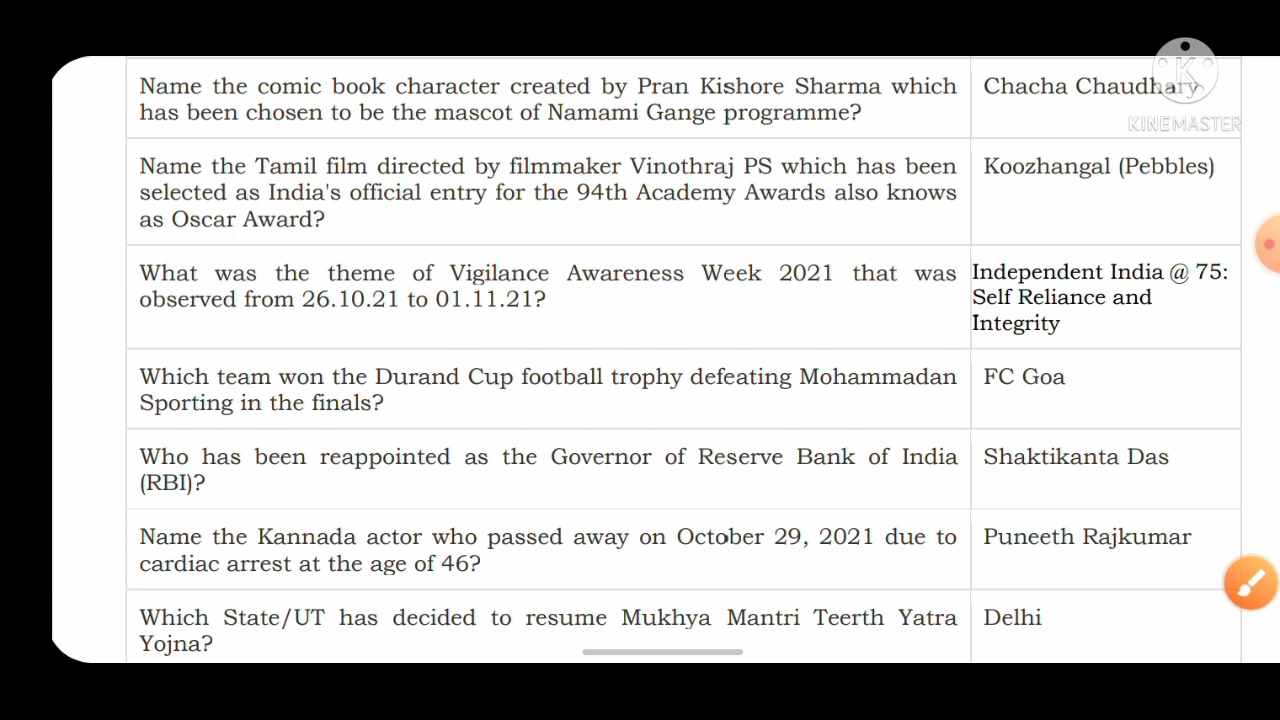 Name the comic book character created by Pran Kishore Sharma which
has been chosen to be the mascot of Namami Gange programme?
Chacha Chaudhary
K
KINEMASTER
Name the Tamil film directed by filmmaker Vinothraj PS which has been
selected as India's official entry for the 94th Academy Awards also knows
as Oscar Award?
Koozhangal (Pebbles)
What was the theme of Vigilance Awareness Week 2021 that was
observed from 26.10.21 to 01.11.21?
Independent India @ 75:
Self Reliance and
Integrity
Which team won the Durand Cup football trophy defeating Mohammadan
Sporting in the finals?
FC Goa
Who has been reappointed as the Governor of Reserve Bank of India
(RBI)?
Shaktikanta Das
Name the Kannada actor who passed away on October 29, 2021 due to
cardiac arrest at the age of 46?
Puneeth Rajkumar
Which State/UT has decided to resume Mukhya Mantri Teerth Yatra
Yojna?
Delhi